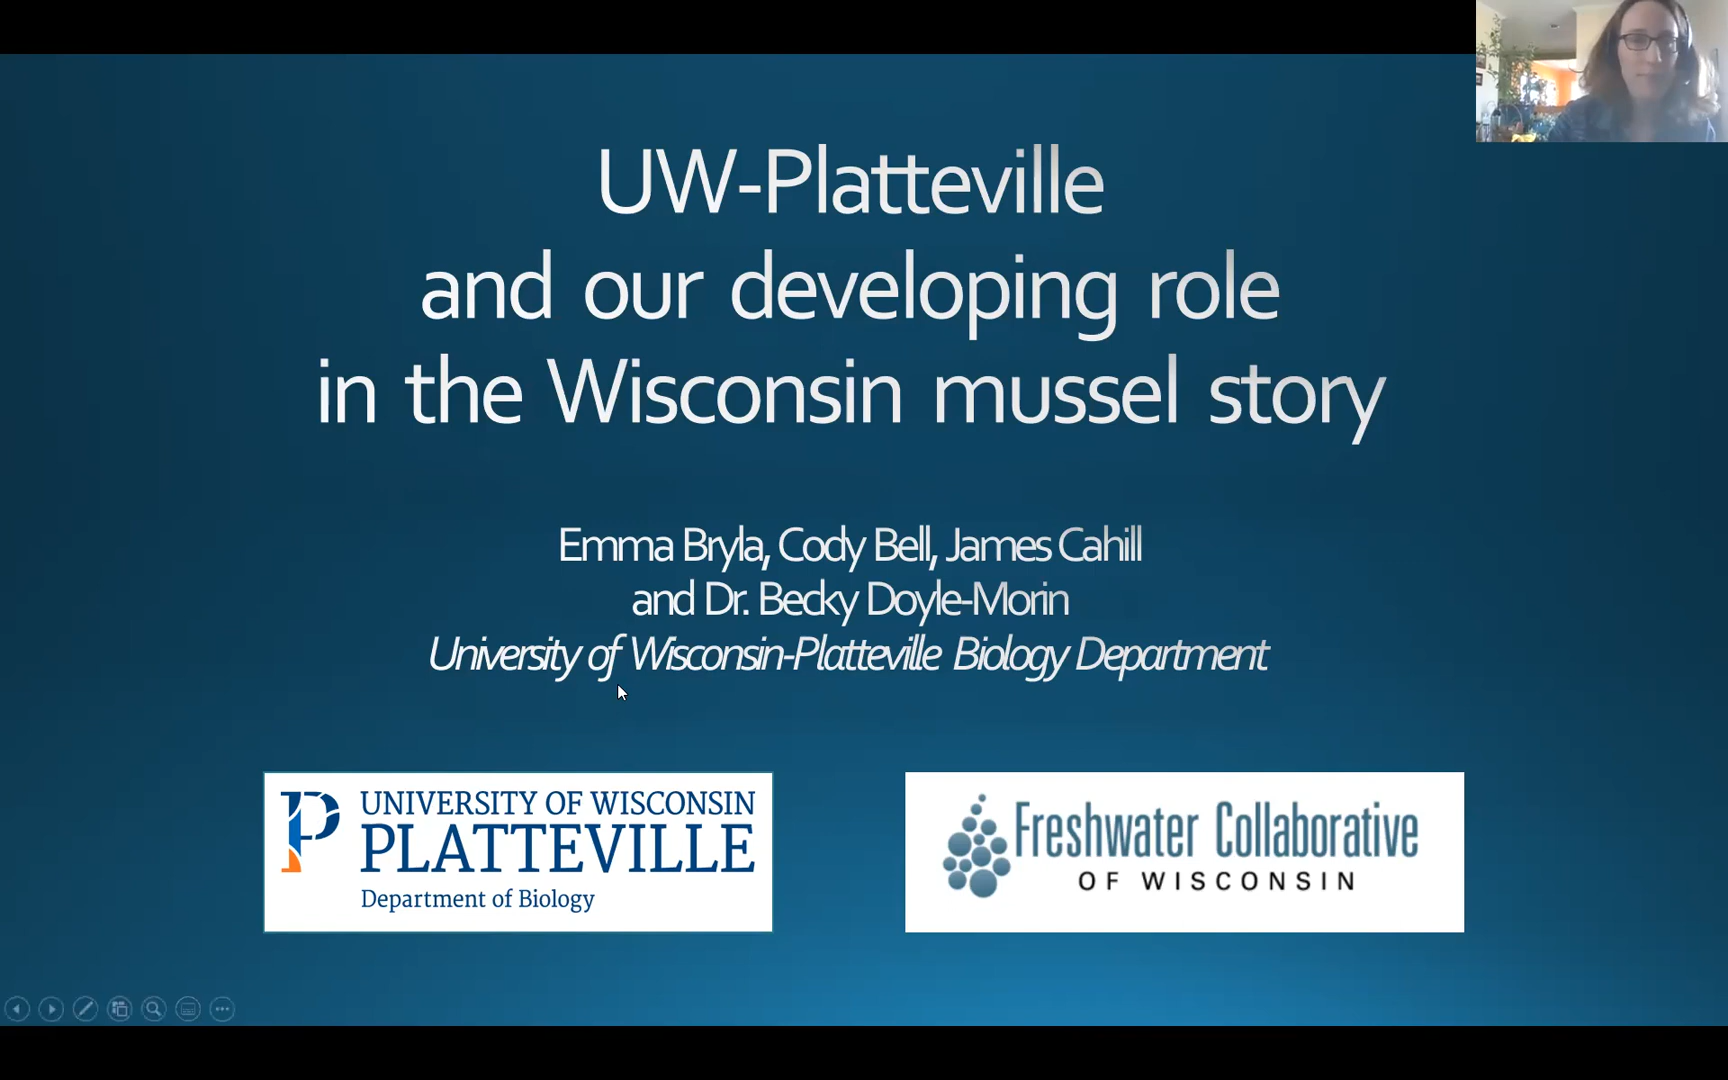 UW-Platteville
and our developing role
in the Wisconsin mussel story
Emma Bryla, Cody Bell, James Cahill
and Dr. Becky Doyle-Morin
University of Wisconsin-Platteville Biology Department
UNIVERSITY OF WISCONSIN
PLATTEVILLE
Department of Biology
Freshwater Collaborative
OF WISCONSIN